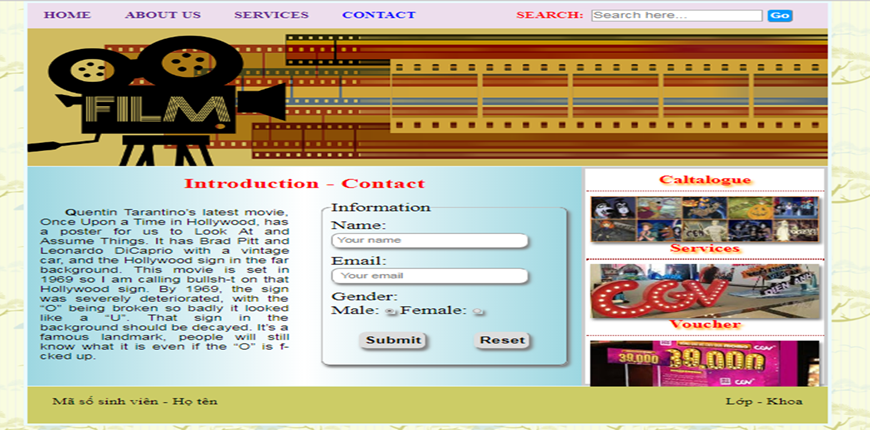 HOME ABOUT US SERVICES CONTACT SEARCH: Search here... Go
FILM
Introduction - Contact
Quentin Tarantino's latest movie,
Once Upon a Time in Hollywood, has
a poster for us to Look At and
Assume Things. It has Brad Pitt and
Leonardo DiCaprio with a vintage
car, and the Hollywood sign in the far
background. This movie is set in
1969 so I am calling bullsh-t on that
Hollywood sign. By 1969, the sign
was severely deteriorated, with the
"O" being broken so badly it looked
like a "U". That sign in the
background should be decayed. It's a
famous landmark, people will still
know what it is even if the "O" is f-
cked up.
Information
Name:
Your name
Email:
Your email
Gender:
Male: Female:
Submit Reset
Caltalogue
Services
CGV
Voucher
39,000
39,000
CGV
Mã số sinh viên - Họ tên
Lớp - Khoa